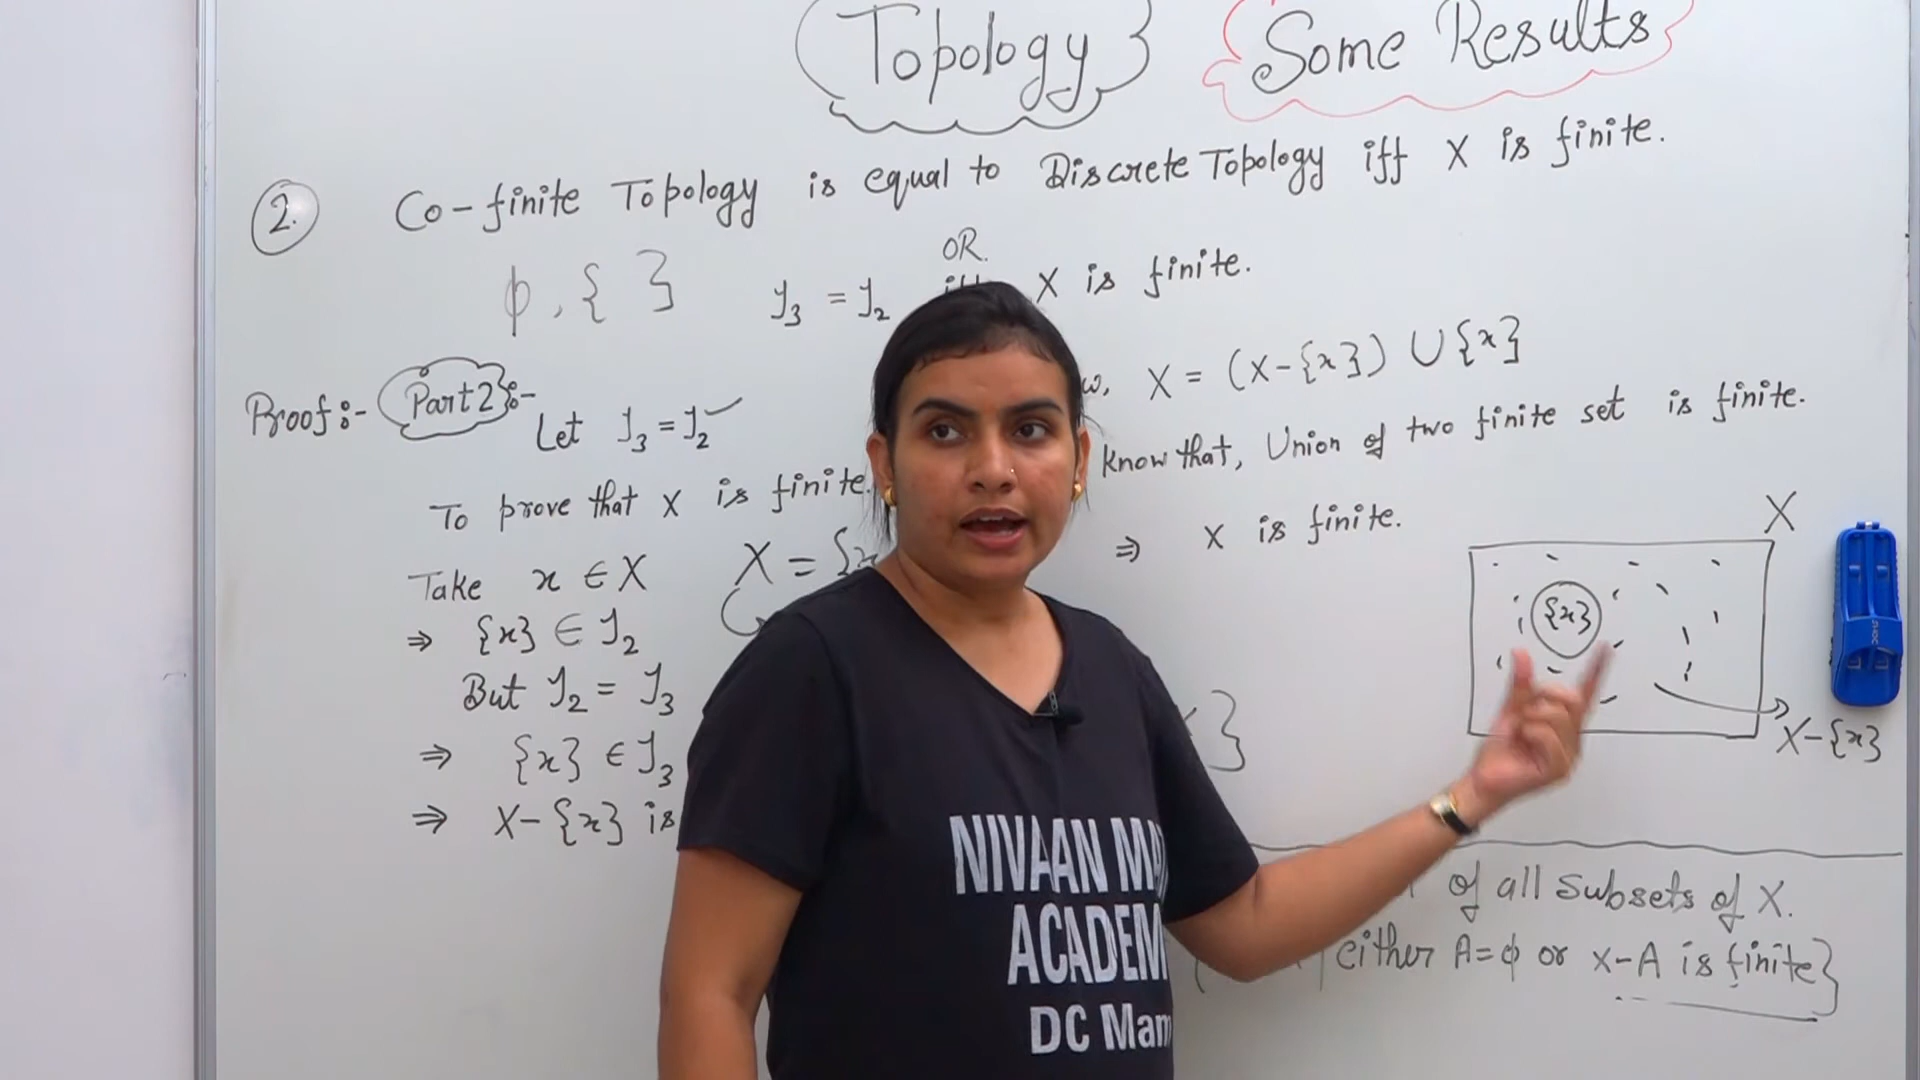 Topology
Some Results
2.
Co-finite Topology is equal to Discrete Topology iff X is finite.
OR.
φ, { }
J₃ = J₂ iff X is finite.
Proof:- Part 2:-
Let J₃ = J₂ ✓
To prove that X is finite.
Take x ∈ X
X = {x
⇒ {x} ∈ J₂
But J₂ = J₃
⇒ {x} ∈ J₃
⇒ X-{x} is
X = (X-{x}) ∪ {x}
know that, Union of two finite set is finite.
⇒ X is finite.
X
{x}
X-{x}
}
of all subsets of X.
either A=φ or X-A is finite}
NIVAAN MA
ACADEM
DC Mam